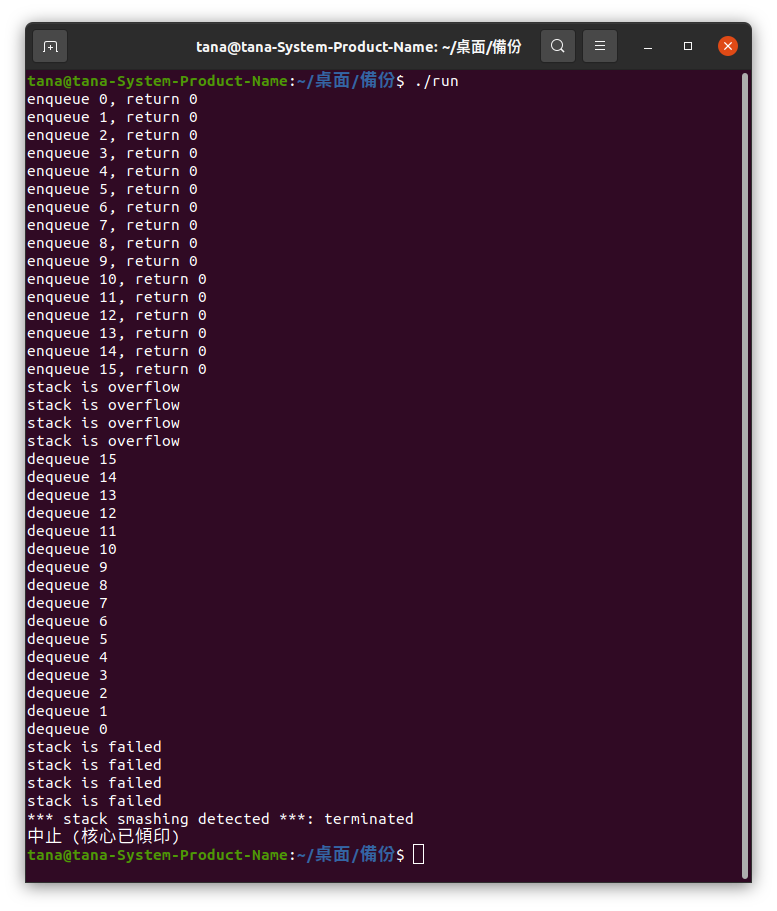 tana@tana-System-Product-Name: ~/桌面/備份
tana@tana-System-Product-Name:~/桌面/備份$ ./run
enqueue 0, return 0
enqueue 1, return 0
enqueue 2, return 0
enqueue 3, return 0
enqueue 4, return 0
enqueue 5, return 0
enqueue 6, return 0
enqueue 7, return 0
enqueue 8, return 0
enqueue 9, return 0
enqueue 10, return 0
enqueue 11, return 0
enqueue 12, return 0
enqueue 13, return 0
enqueue 14, return 0
enqueue 15, return 0
stack is overflow
stack is overflow
stack is overflow
stack is overflow
dequeue 15
dequeue 14
dequeue 13
dequeue 12
dequeue 11
dequeue 10
dequeue 9
dequeue 8
dequeue 7
dequeue 6
dequeue 5
dequeue 4
dequeue 3
dequeue 2
dequeue 1
dequeue 0
stack is failed
stack is failed
stack is failed
stack is failed
*** stack smashing detected ***: terminated
中止 (核心已傾印)
tana@tana-System-Product-Name:~/桌面/備份$